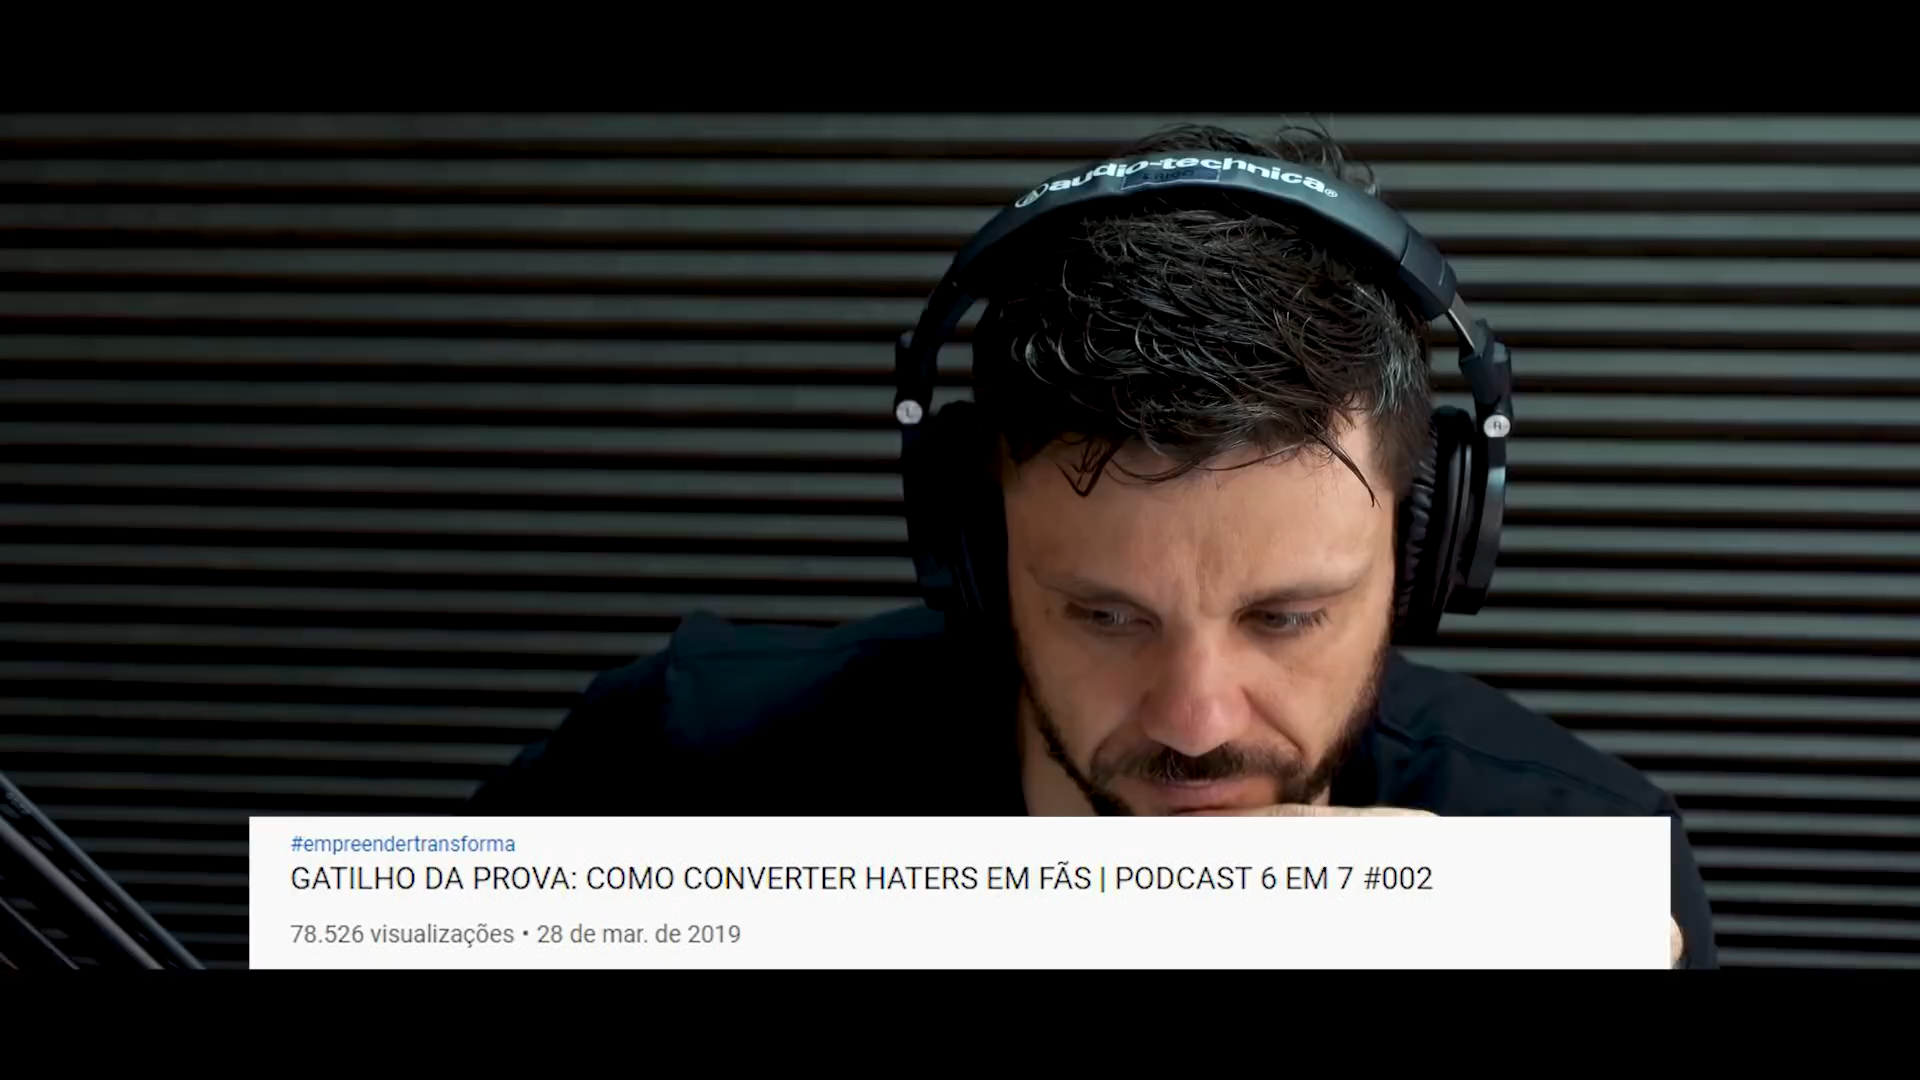 audio-technica®
#empreendertransforma
GATILHO DA PROVA: COMO CONVERTER HATERS EM FÃS | PODCAST 6 EM 7 #002
78.526 visualizações • 28 de mar. de 2019
L
R